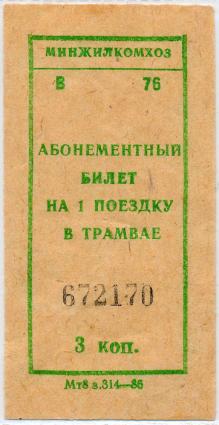 МИНЖИЛКОМХОЗ
В 76
АБОНЕМЕНТНЫЙ
БИЛЕТ
НА 1 ПОЕЗДКУ
В ТРАМВАЕ
672170
3 коп.
Мт8 з.314—86